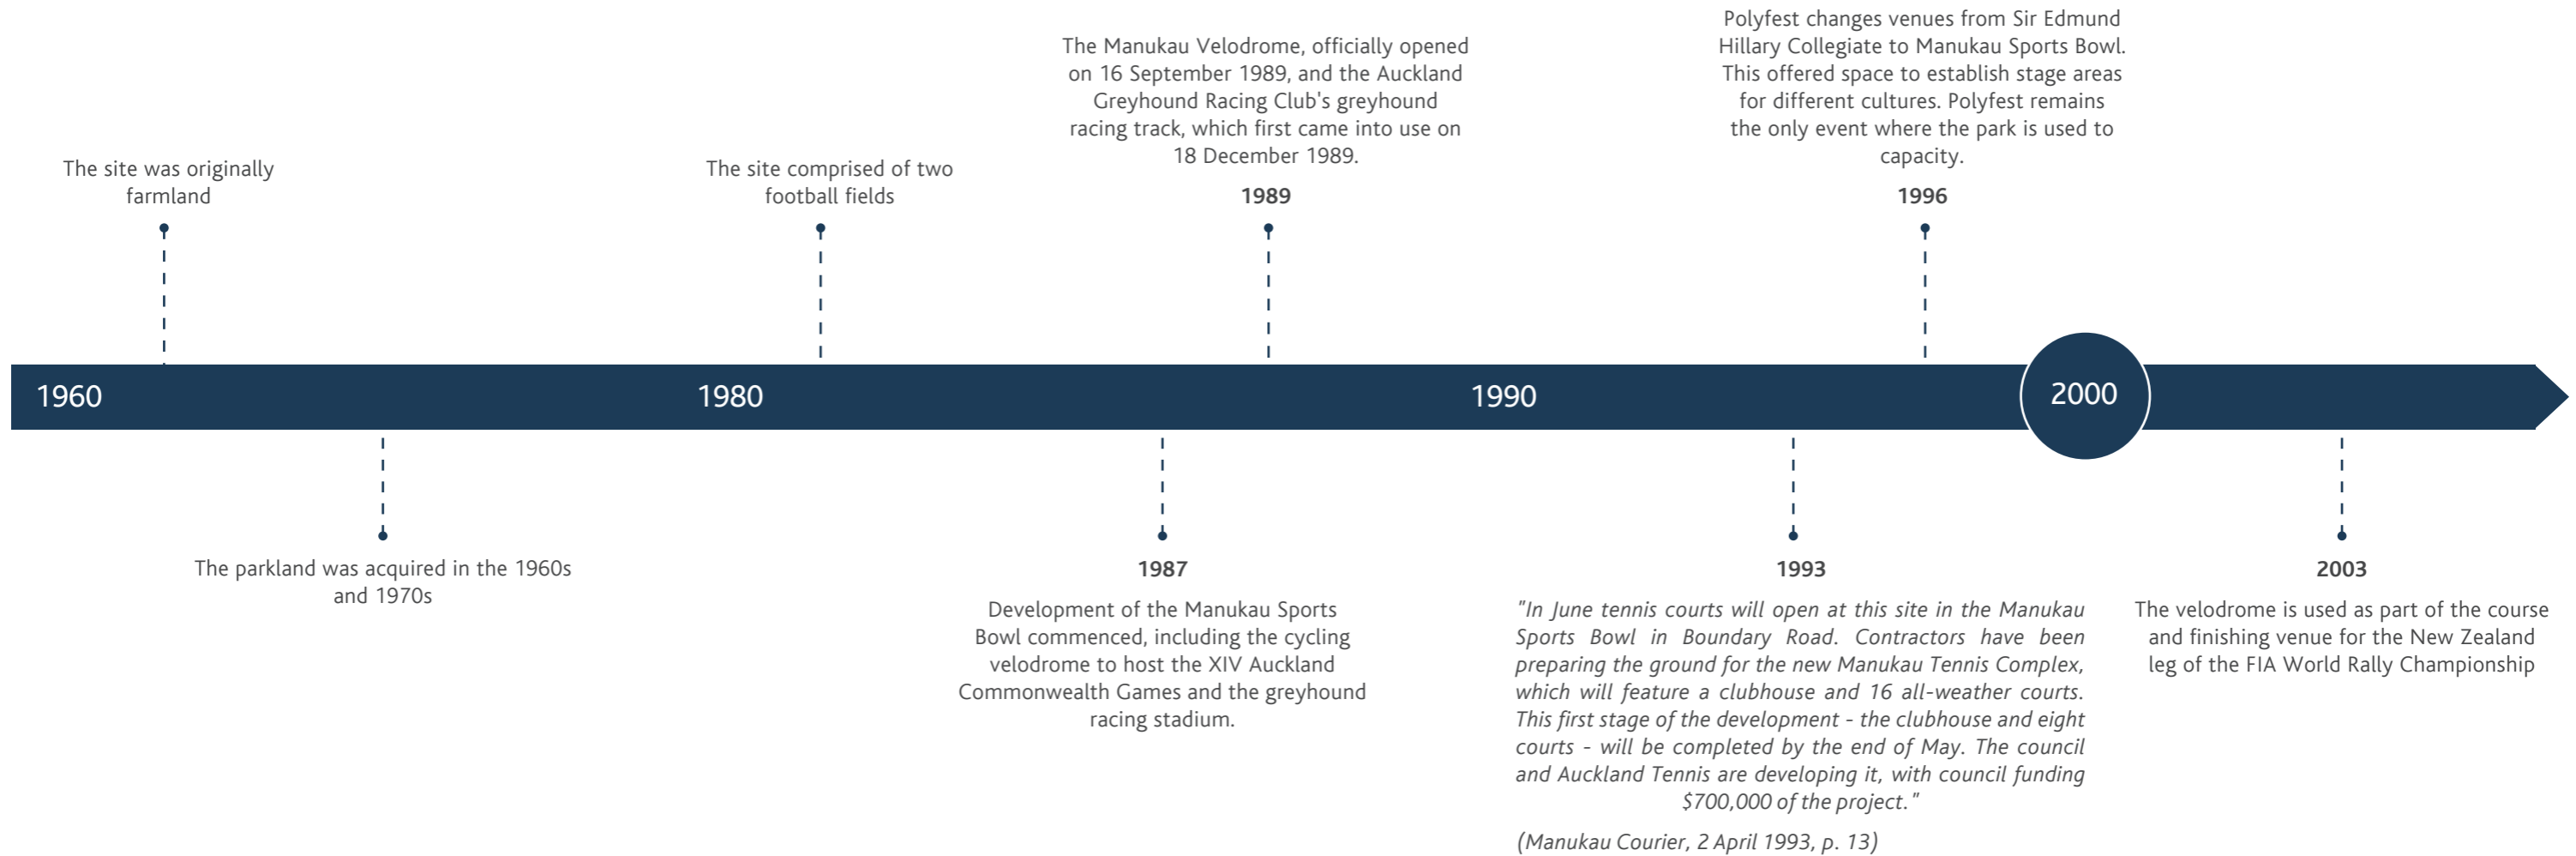 The site was originally
farmland
The site comprised of two
football fields
The Manukau Velodrome, officially opened
on 16 September 1989, and the Auckland
Greyhound Racing Club's greyhound
racing track, which first came into use on
18 December 1989.
1989
Polyfest changes venues from Sir Edmund
Hillary Collegiate to Manukau Sports Bowl.
This offered space to establish stage areas
for different cultures. Polyfest remains
the only event where the park is used to
capacity.
1996
1960
1980
1990
2000
The parkland was acquired in the 1960s
and 1970s
1987
Development of the Manukau Sports
Bowl commenced, including the cycling
velodrome to host the XIV Auckland
Commonwealth Games and the greyhound
racing stadium.
1993
"In June tennis courts will open at this site in the Manukau
Sports Bowl in Boundary Road. Contractors have been
preparing the ground for the new Manukau Tennis Complex,
which will feature a clubhouse and 16 all-weather courts.
This first stage of the development - the clubhouse and eight
courts - will be completed by the end of May. The council
and Auckland Tennis are developing it, with council funding
$700,000 of the project."
(Manukau Courier, 2 April 1993, p. 13)
2003
The velodrome is used as part of the course
and finishing venue for the New Zealand
leg of the FIA World Rally Championship